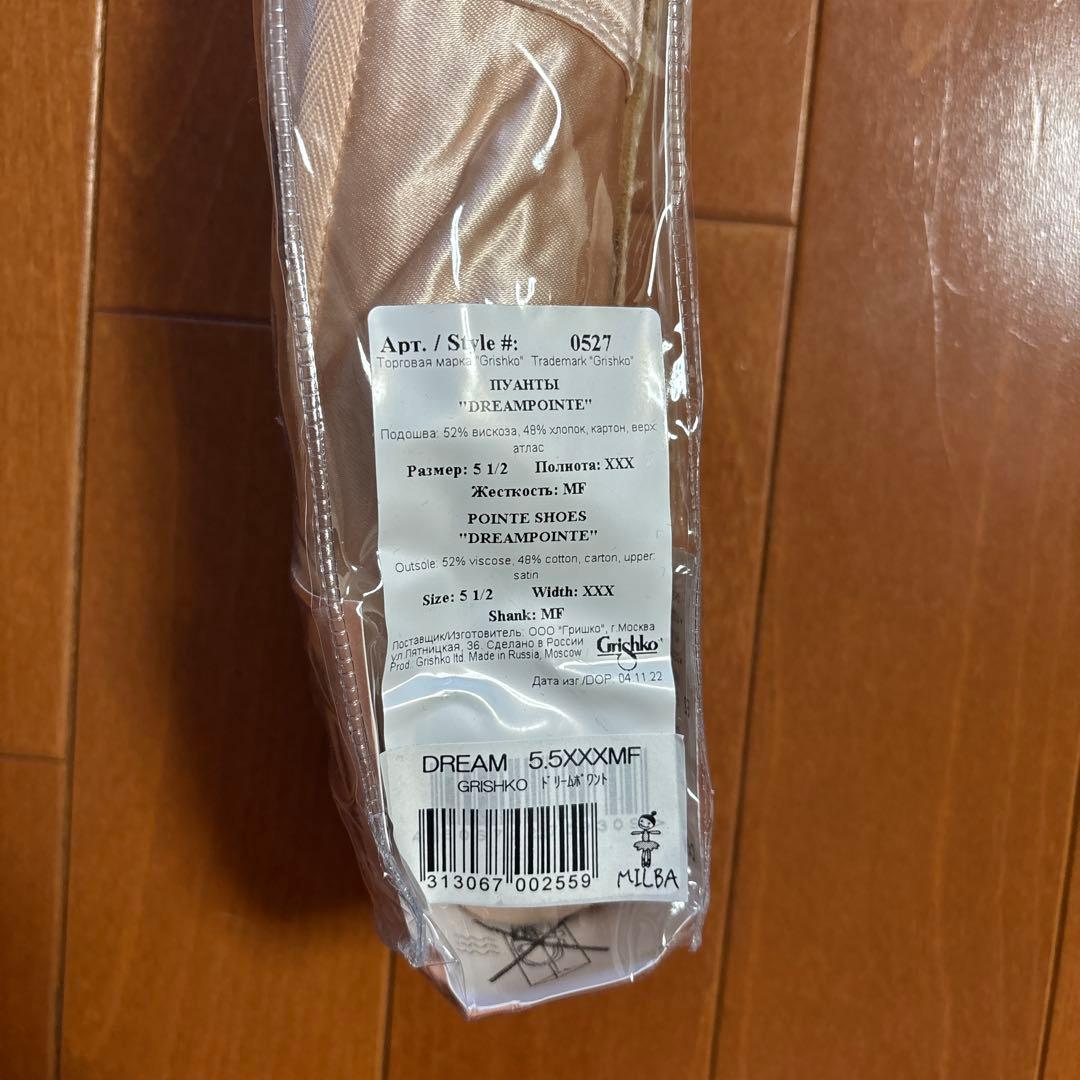 Арт. / Style #: 0527
Торговая марка "Grishko" Trademark "Grishko"
ПУАНТЫ
"DREAMPOINTE"
Подошва: 52% вискоза, 48% хлопок, картон, верх:
атлас
Размер: 5 1/2 Полнота: XXX
Жесткость: MF
POINTE SHOES
"DREAMPOINTE"
Outsole: 52% viscose, 48% cotton, carton, upper:
satin
Size: 5 1/2 Width: XXX
Shank: MF
Поставщик/Изготовитель: ООО "Гришко", г.Москва
ул.Пятницкая, 36. Сделано в России
Prod. Grishko ltd. Made in Russia, Moscow
Grishko
Дата изг./DOP: 04.11.22
DREAM 5.5XXXMF
GRISHKO ﾄﾞﾘｰﾑﾎﾟﾜﾝﾄ
313067 002559
MILBA